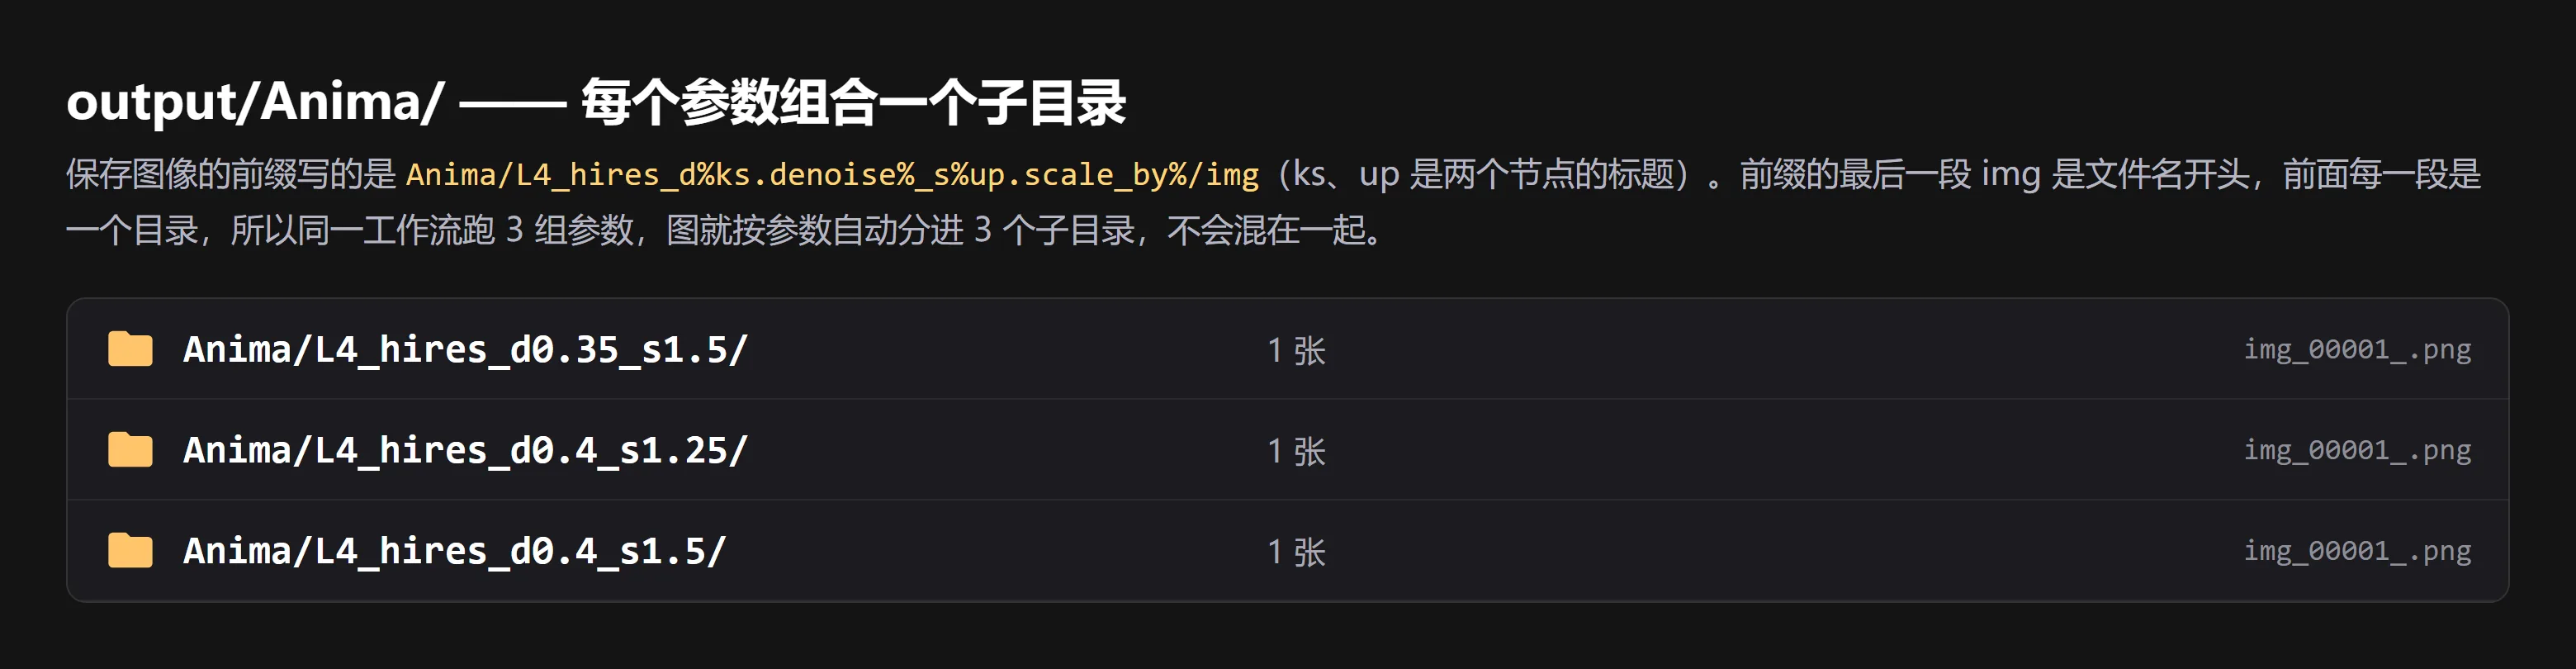 output/Anima/ —— 每个参数组合一个子目录
保存图像的前缀写的是 Anima/L4_hires_d%ks.denoise%_s%up.scale_by%/img（ks、up 是两个节点的标题）。前缀的最后一段 img 是文件名开头，前面每一段是
一个目录，所以同一工作流跑 3 组参数，图就按参数自动分进 3 个子目录，不会混在一起。
Anima/L4_hires_d0.35_s1.5/ 1 张 img_00001_.png
Anima/L4_hires_d0.4_s1.25/ 1 张 img_00001_.png
Anima/L4_hires_d0.4_s1.5/ 1 张 img_00001_.png